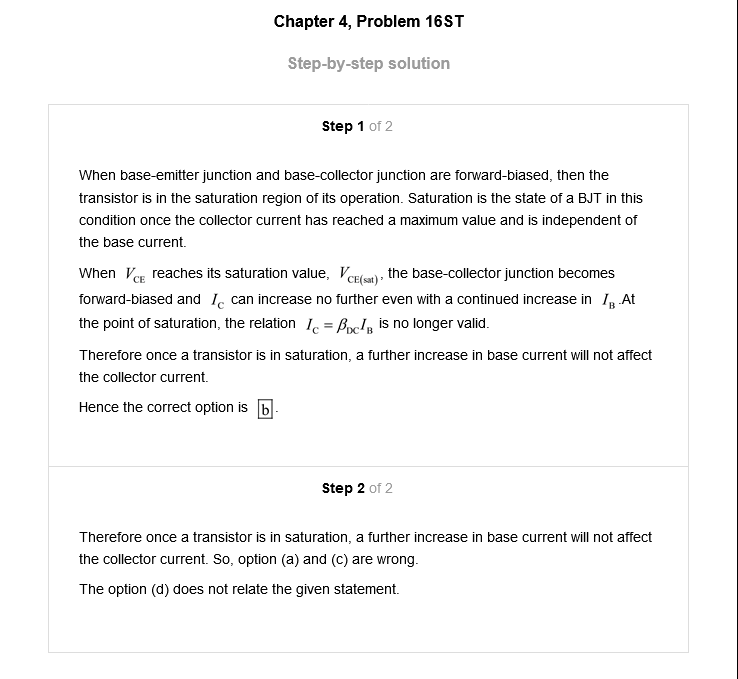 Chapter 4, Problem 16ST
Step-by-step solution
Step 1 of 2
When base-emitter junction and base-collector junction are forward-biased, then the
transistor is in the saturation region of its operation. Saturation is the state of a BJT in this
condition once the collector current has reached a maximum value and is independent of
the base current.
When V_CE reaches its saturation value, V_CE(sat), the base-collector junction becomes
forward-biased and I_C can increase no further even with a continued increase in I_B .At
the point of saturation, the relation I_C = β_DC I_B is no longer valid.
Therefore once a transistor is in saturation, a further increase in base current will not affect
the collector current.
Hence the correct option is b.
Step 2 of 2
Therefore once a transistor is in saturation, a further increase in base current will not affect
the collector current. So, option (a) and (c) are wrong.
The option (d) does not relate the given statement.